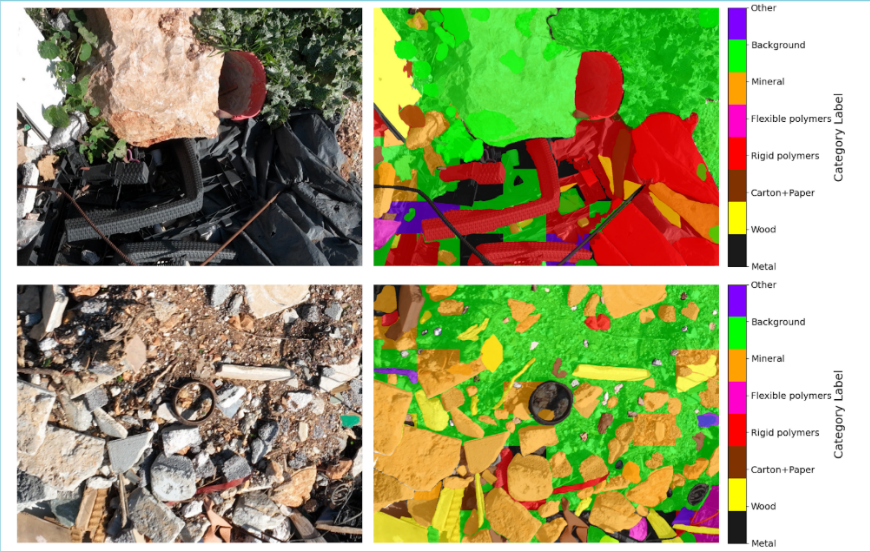 Other
Background
Mineral
Flexible polymers
Rigid polymers
Carton+Paper
Wood
Metal
Category Label
Other
Background
Mineral
Flexible polymers
Rigid polymers
Carton+Paper
Wood
Metal
Category Label